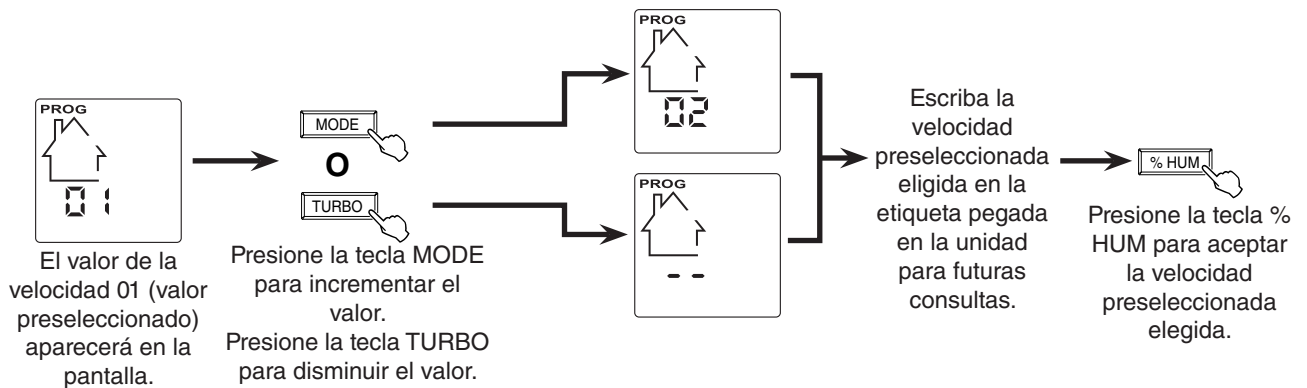 PROG
01
El valor de la
velocidad 01 (valor
preseleccionado)
aparecerá en la
pantalla.
MODE
O
TURBO
Presione la tecla MODE
para incrementar el
valor.
Presione la tecla TURBO
para disminuir el valor.
PROG
02
PROG
--
Escriba la
velocidad
preseleccionada
eligida en la
etiqueta pegada
en la unidad
para futuras
consultas.
% HUM
Presione la tecla %
HUM para aceptar
la velocidad
preseleccionada
elegida.